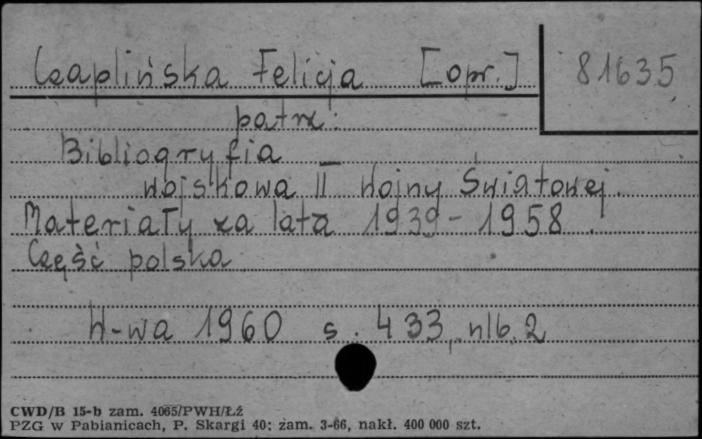 Czaplińska Felicja [opr.] 81635
patrz:
Bibliografia
wojskowa II Wojny Światowej.
Materiały za lata 1939-1958.
Część polska
W-wa 1960 s. 433, nlb. 2
CWD/B 15-b zam. 4065/PWH/Łź
PZG w Pabianicach, P. Skargi 40; zam. 3-66, nakł. 400 000 szt.